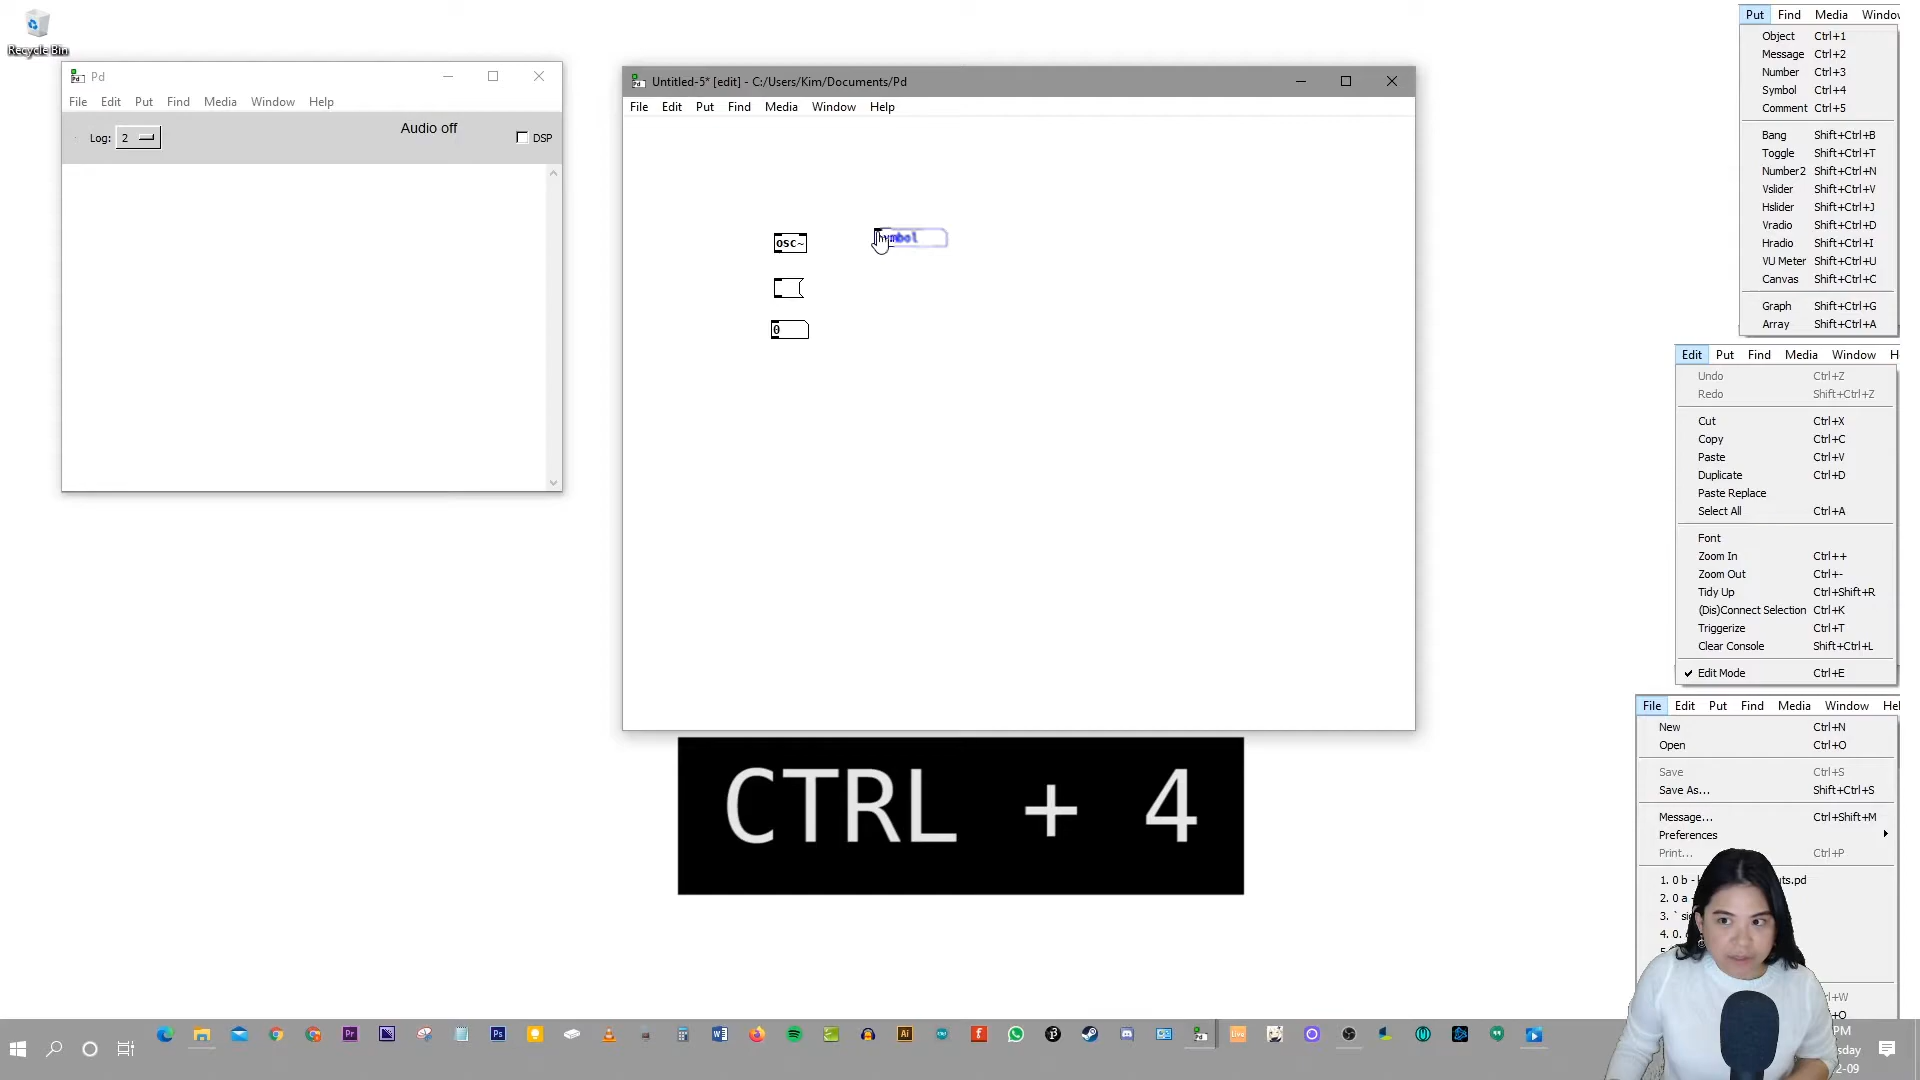 Recycle Bin
Pd
File Edit Put Find Media Window Help
Log: 2
Audio off
DSP
Untitled-5* [edit] - C:/Users/Kim/Documents/Pd
File Edit Put Find Media Window Help
osc~
0
CTRL + 4
Put Find Media
Object Ctrl+1
Message Ctrl+2
Number Ctrl+3
Symbol Ctrl+4
Comment Ctrl+5
Bang Shift+Ctrl+B
Toggle Shift+Ctrl+T
Number2 Shift+Ctrl+N
Vslider Shift+Ctrl+V
Hslider Shift+Ctrl+J
Vradio Shift+Ctrl+D
Hradio Shift+Ctrl+I
VU Meter Shift+Ctrl+U
Canvas Shift+Ctrl+C
Graph Shift+Ctrl+G
Array Shift+Ctrl+A
Edit Put Find Media Window H
Undo Ctrl+Z
Redo Shift+Ctrl+Z
Cut Ctrl+X
Copy Ctrl+C
Paste Ctrl+V
Duplicate Ctrl+D
Paste Replace
Select All Ctrl+A
Font
Zoom In Ctrl++
Zoom Out Ctrl+-
Tidy Up Ctrl+Shift+R
(Dis)Connect Selection Ctrl+K
Triggerize Ctrl+T
Clear Console Shift+Ctrl+L
Edit Mode Ctrl+E
File Edit Put Find Media Window Hel
New Ctrl+N
Open Ctrl+O
Save Ctrl+S
Save As... Shift+Ctrl+S
Message... Ctrl+Shift+M
Preferences
Print... Ctrl+P
1. 0 b -
2. 0 a -
3. ` si
4. 0.